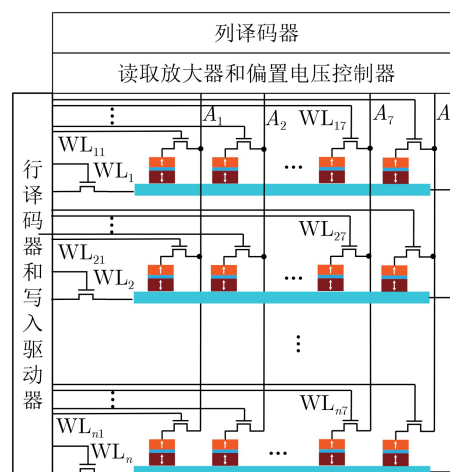 列译码器
读取放大器和偏置电压控制器
行译码器和写入驱动器
A₁ A₂ WL₁₇ A₇ A
WL₁₁
WL₁
WL₂₁ WL₂₇
WL₂
WLₙ₁ WLₙ₇
WLₙ